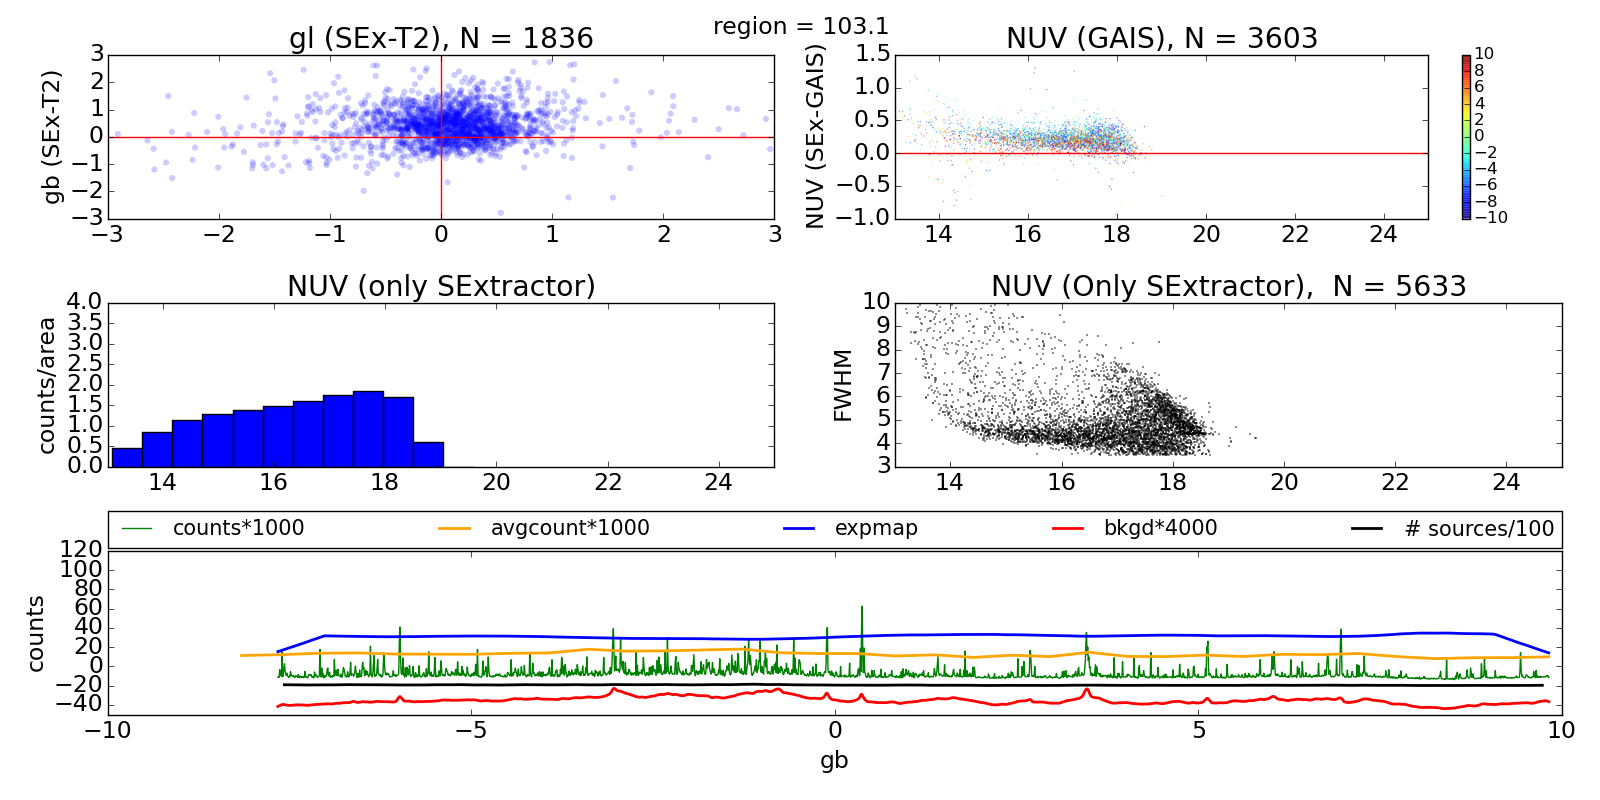 region = 103.1
gl (SEx-T2), N = 1836
3
2
1
0
−1
−2
−3
gb (SEx-T2)
−3 −2 −1 0 1 2 3
NUV (GAIS), N = 3603
1.5
1.0
0.5
0.0
−0.5
−1.0
NUV (SEx-GAIS)
14 16 18 20 22 24
10
8
6
4
2
0
−2
−4
−6
−8
−10
NUV (only SExtractor)
4.0
3.5
3.0
2.5
2.0
1.5
1.0
0.5
0.0
counts/area
14 16 18 20 22 24
NUV (Only SExtractor),  N = 5633
10
9
8
7
6
5
4
3
FWHM
14 16 18 20 22 24
counts*1000 avgcount*1000 expmap bkgd*4000 # sources/100
120
100
80
60
40
20
0
−20
−40
counts
−10 −5 0 5 10
gb